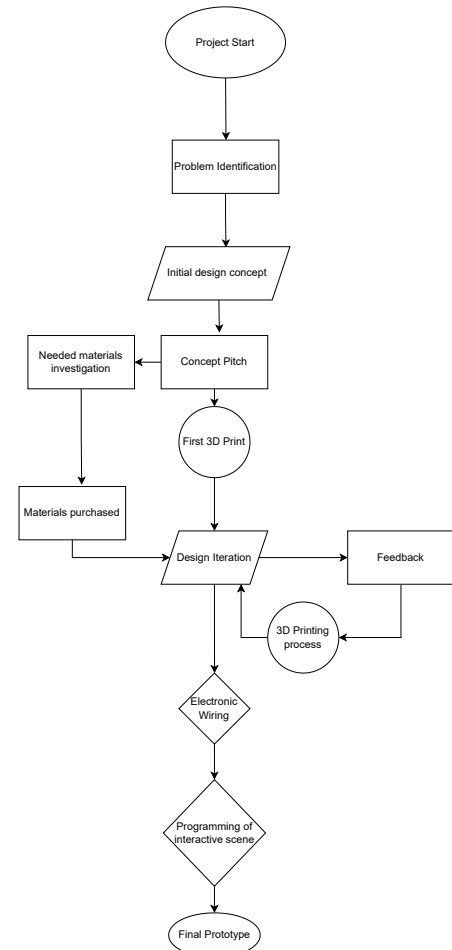 Project Start
Problem Identification
Initial design concept
Needed materials
investigation
Concept Pitch
First 3D Print
Materials purchased
Design Iteration
Feedback
3D Printing
process
Electronic
Wiring
Programming of
interactive scene
Final Prototype